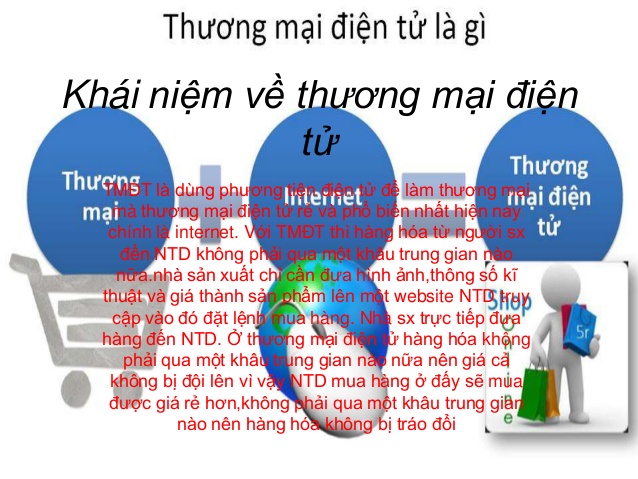 Thương mại điện tử là gì
Khái niệm về thương mại điện
tử
Thương
mại
Internet
Thương
mại điện
tử
TMĐT là dùng phương tiện điện tử để làm thương mại
mà thương mại điện tử rẻ và phổ biến nhất hiện nay
chính là internet. Với TMĐT thì hàng hóa từ người sx
đến NTD không phải qua một khâu trung gian nào
nữa.nhà sản xuất chỉ cần đưa hình ảnh,thông số kĩ
thuật và giá thành sản phẩm lên một website NTD truy
cập vào đó đặt lệnh mua hàng. Nhà sx trực tiếp đưa
hàng đến NTD. Ở thương mại điện tử hàng hóa không
phải qua một khâu trung gian nào nữa nên giá cả
không bị đội lên vì vậy NTD mua hàng ở đấy sẽ mua
được giá rẻ hơn,không phải qua một khâu trung gian
nào nên hàng hóa không bị tráo đổi
Shop
Online